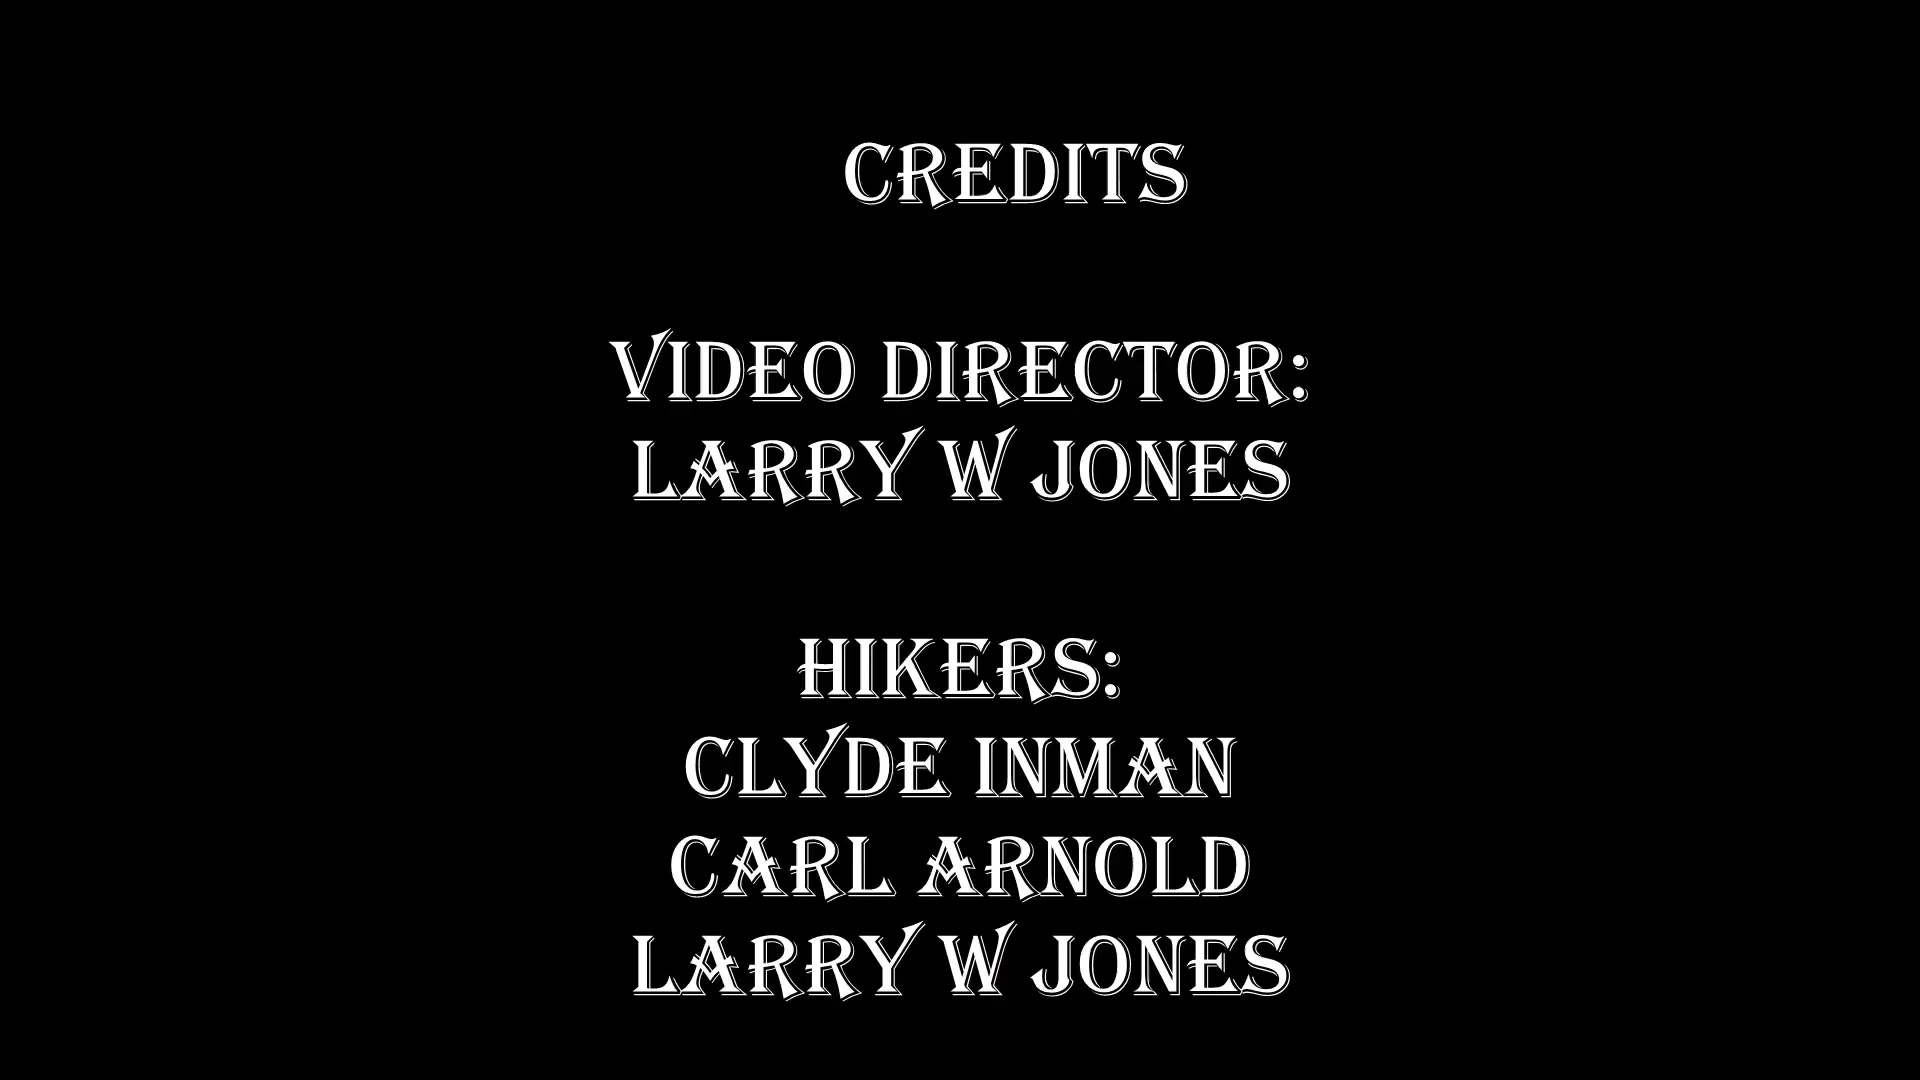 CREDITS
VIDEO DIRECTOR:
LARRY W JONES
HIKERS:
CLYDE INMAN
CARL ARNOLD
LARRY W JONES